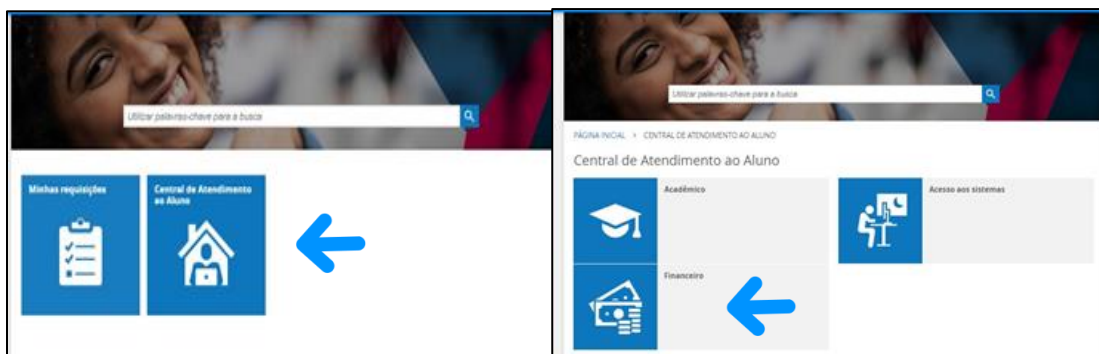 Utilizar palavras-chave para a busca
Minhas requisições
Central de Atendimento
ao Aluno
Utilizar palavras-chave para a busca
PÁGINA INICIAL > CENTRAL DE ATENDIMENTO AO ALUNO
Central de Atendimento ao Aluno
Acadêmico
Acesso aos sistemas
Financeiro